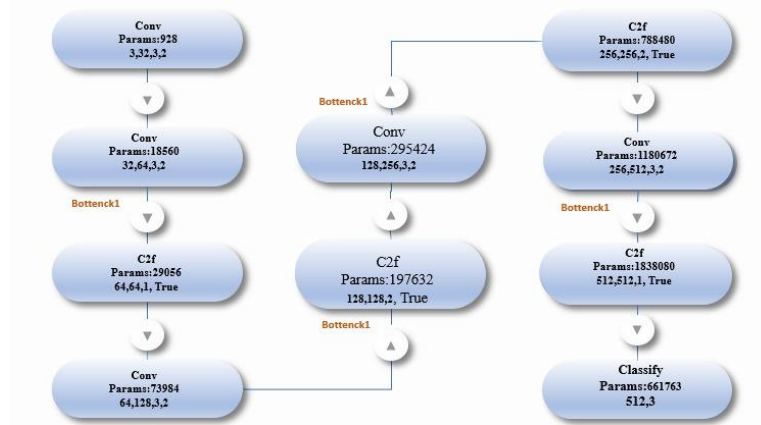 Conv
Params:928
3,32,3,2
Conv
Params:18560
32,64,3,2
Bottenck1
C2f
Params:29056
64,64,1, True
Conv
Params:73984
64,128,3,2
Bottenck1
C2f
Params:197632
128,128,2, True
Conv
Params:295424
128,256,3,2
Bottenck1
C2f
Params:788480
256,256,2, True
Conv
Params:1180672
256,512,3,2
Bottenck1
C2f
Params:1838080
512,512,1, True
Classify
Params:661763
512,3